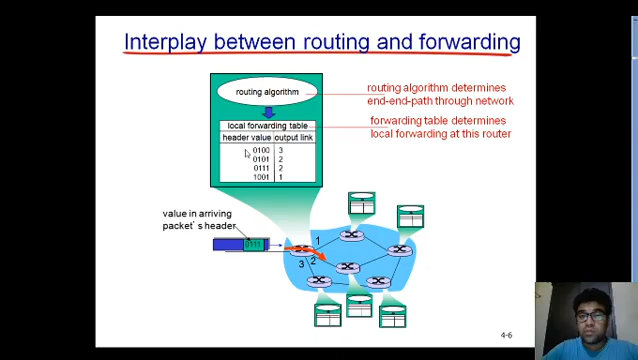 Interplay between routing and forwarding
routing algorithm
routing algorithm determines
end-end-path through network
local forwarding table
header value output link
forwarding table determines
local forwarding at this router
0100 3
0101 2
0111 2
1001 1
value in arriving
packet's header
0111
1
3 2
4-6